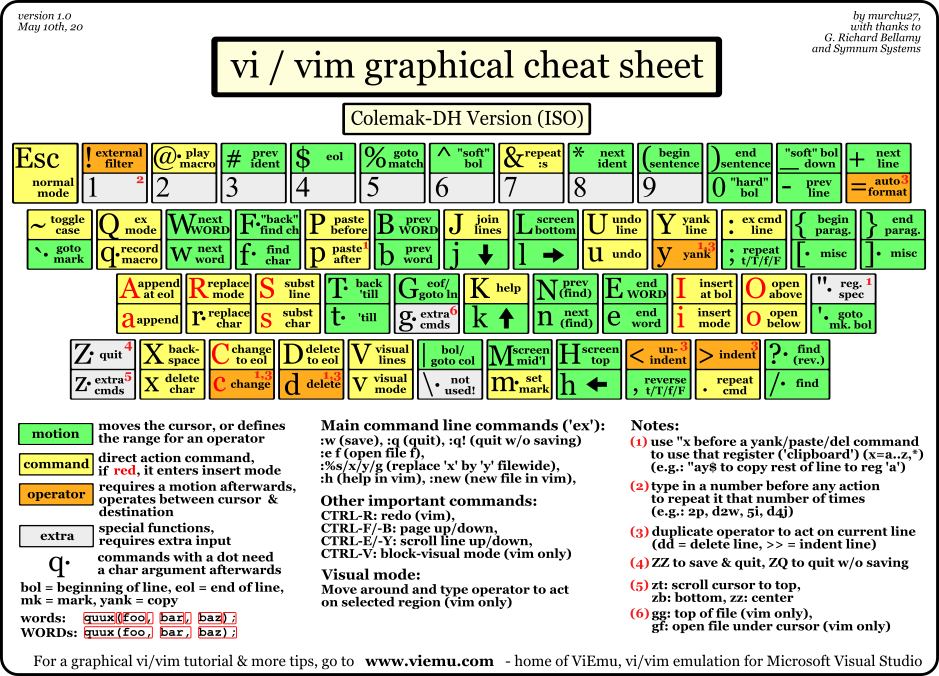 version 1.0
May 10th, 20
by murchu27,
with thanks to
G. Richard Bellamy
and Symnum Systems
vi / vim graphical cheat sheet
Colemak-DH Version (ISO)
Esc normal mode
! external filter
1 2
@· play macro
2
# prev ident
3
$ eol
4
% goto match
5
^ "soft" bol
6
& repeat :s
7
* next ident
8
( begin sentence
9
) end sentence
0 "hard" bol
_ "soft" bol down
- prev line
+ next line
= auto format 3
~ toggle case
`· goto mark
Q ex mode
q· record macro
W next WORD
w next word
F· "back" find ch
f· find char
P paste before
p paste after 1
B prev WORD
b prev word
J join lines
j ↓
L screen bottom
l →
U undo line
u undo
Y yank line
y yank 1,3
: ex cmd line
; repeat t/T/f/F
{ begin parag.
[· misc
} end parag.
]· misc
A append at eol
a append
R replace mode
r· replace char
S subst line
s subst char
T· back 'till
t· 'till
G eof/ goto ln
g· extra cmds 6
K help
k ↑
N prev (find)
n next (find)
E end WORD
e end word
I insert at bol
i insert mode
O open above
o open below
"· reg. spec 1
'· goto mk. bol
Z· quit 4
z· extra cmds 5
X back-space
x delete char
C change to eol
c change 1,3
D delete to eol
d delete 1,3
V visual lines
v visual mode
| bol/ goto col
\· not used!
M screen mid'l
m· set mark
H screen top
h ←
< un-indent 3
, reverse t/T/f/F
> indent 3
. repeat cmd
?· find (rev.)
/· find
motion moves the cursor, or defines
the range for an operator
command direct action command,
if red, it enters insert mode
operator requires a motion afterwards,
operates between cursor &
destination
extra special functions,
requires extra input
q· commands with a dot need
a char argument afterwards
bol = beginning of line, eol = end of line,
mk = mark, yank = copy
words: quux(foo, bar, baz);
WORDs: quux(foo, bar, baz);
Main command line commands ('ex'):
:w (save), :q (quit), :q! (quit w/o saving)
:e f (open file f),
:%s/x/y/g (replace 'x' by 'y' filewide),
:h (help in vim), :new (new file in vim),
Other important commands:
CTRL-R: redo (vim),
CTRL-F/-B: page up/down,
CTRL-E/-Y: scroll line up/down,
CTRL-V: block-visual mode (vim only)
Visual mode:
Move around and type operator to act
on selected region (vim only)
Notes:
(1) use "x before a yank/paste/del command
to use that register ('clipboard') (x=a..z,*)
(e.g.: "ay$ to copy rest of line to reg 'a')
(2) type in a number before any action
to repeat it that number of times
(e.g.: 2p, d2w, 5i, d4j)
(3) duplicate operator to act on current line
(dd = delete line, >> = indent line)
(4) ZZ to save & quit, ZQ to quit w/o saving
(5) zt: scroll cursor to top,
zb: bottom, zz: center
(6) gg: top of file (vim only),
gf: open file under cursor (vim only)
For a graphical vi/vim tutorial & more tips, go to www.viemu.com - home of ViEmu, vi/vim emulation for Microsoft Visual Studio